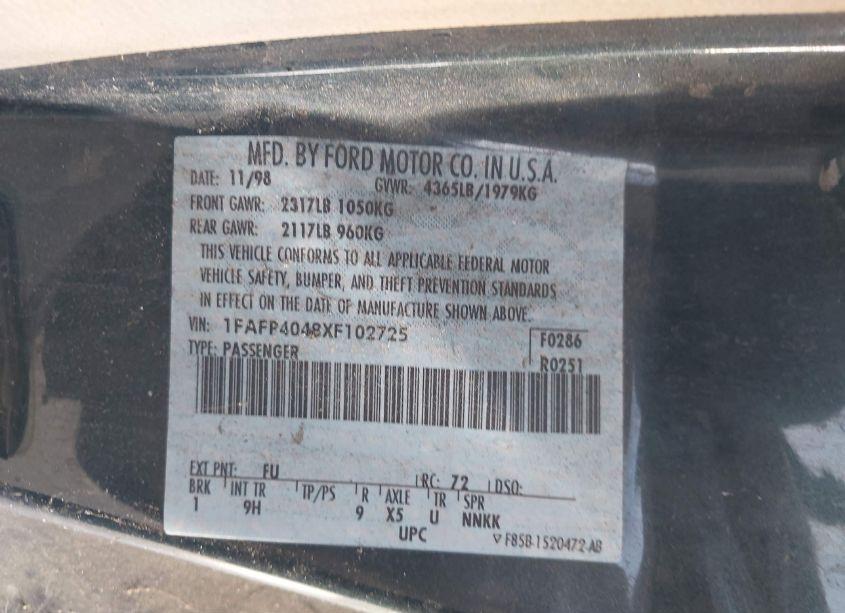 MFD. BY FORD MOTOR CO. IN U.S.A.
DATE: 11/98 GVWR: 4365LB/1979KG
FRONT GAWR: 2317LB 1050KG
REAR GAWR: 2117LB 960KG
THIS VEHICLE CONFORMS TO ALL APPLICABLE FEDERAL MOTOR
VEHICLE SAFETY, BUMPER, AND THEFT PREVENTION STANDARDS
IN EFFECT ON THE DATE OF MANUFACTURE SHOWN ABOVE.
VIN: 1FAFP4048XF102725 F0286
TYPE: PASSENGER R0251
EXT PNT: FU RC: 72 DSO:
BRK INT TR TP/PS R AXLE TR SPR
1 9H 9 X5 U NNKK
UPC F85B-1520472-AB